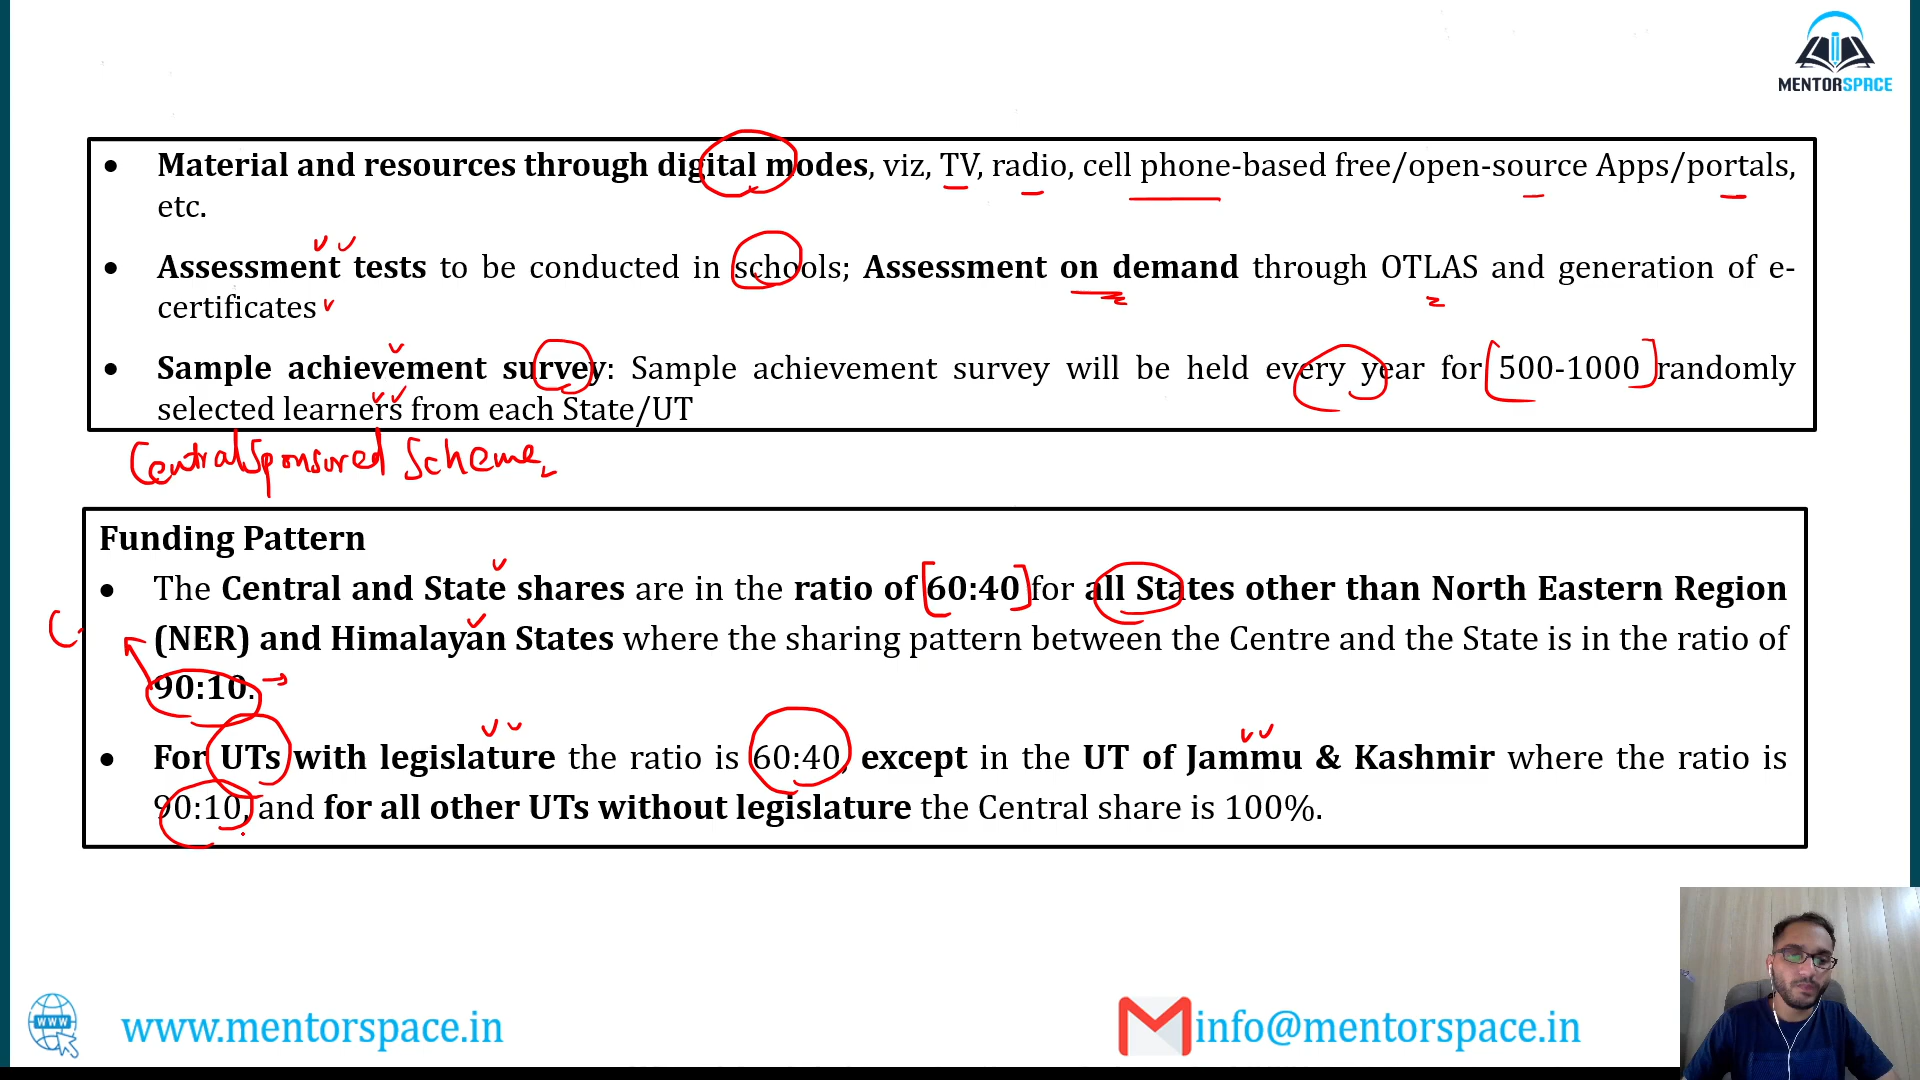 MENTORSPACE
• Material and resources through digital modes, viz, TV, radio, cell phone-based free/open-source Apps/portals,
etc.
• Assessment tests to be conducted in schools; Assessment on demand through OTLAS and generation of e-
certificates
• Sample achievement survey: Sample achievement survey will be held every year for 500-1000 randomly
selected learners from each State/UT
Central Sponsored Scheme
Funding Pattern
• The Central and State shares are in the ratio of 60:40 for all States other than North Eastern Region
(NER) and Himalayan States where the sharing pattern between the Centre and the State is in the ratio of
90:10.
• For UTs with legislature the ratio is 60:40, except in the UT of Jammu & Kashmir where the ratio is
90:10, and for all other UTs without legislature the Central share is 100%.
WWW
www.mentorspace.in
info@mentorspace.in